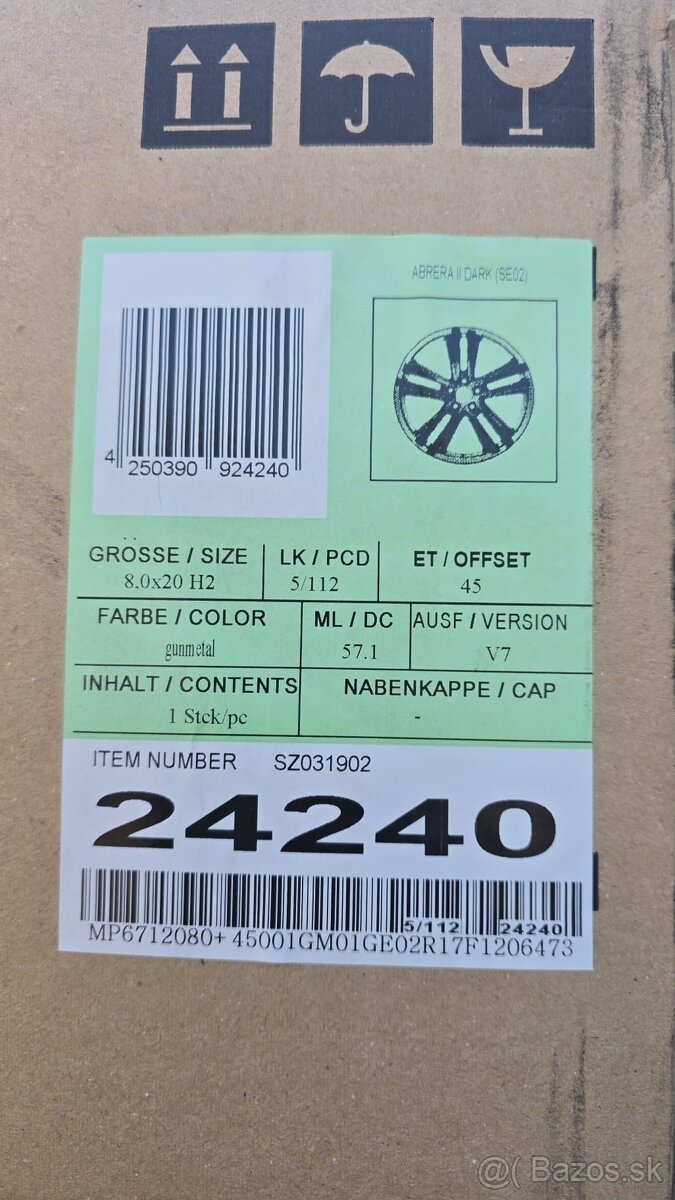 ABRERA II DARK (SE02)
4 250390 924240
GRÖSSE / SIZE LK / PCD ET / OFFSET
8.0x20 H2 5/112 45
FARBE / COLOR ML / DC AUSF / VERSION
gunmetal 57.1 V7
INHALT / CONTENTS NABENKAPPE / CAP
1 Stck/pc -
ITEM NUMBER SZ031902
24240
5/112 24240
MP6712080+45001GM01GE02R17F1206473
@( Bazos.sk